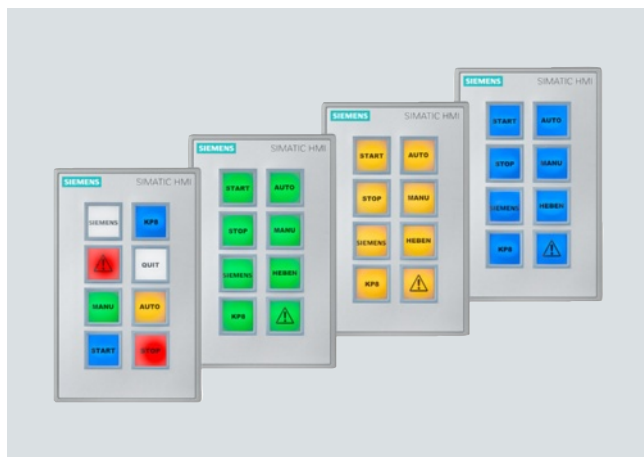 SIEMENS SIMATIC HMI
SIEMENS KP8
QUIT
MANU AUTO
START STOP
SIEMENS SIMATIC HMI
START AUTO
STOP MANU
SIEMENS HEBEN
KP8
SIEMENS SIMATIC HMI
START AUTO
STOP MANU
SIEMENS HEBEN
KP8
SIEMENS SIMATIC HMI
START AUTO
STOP MANU
SIEMENS HEBEN
KP8